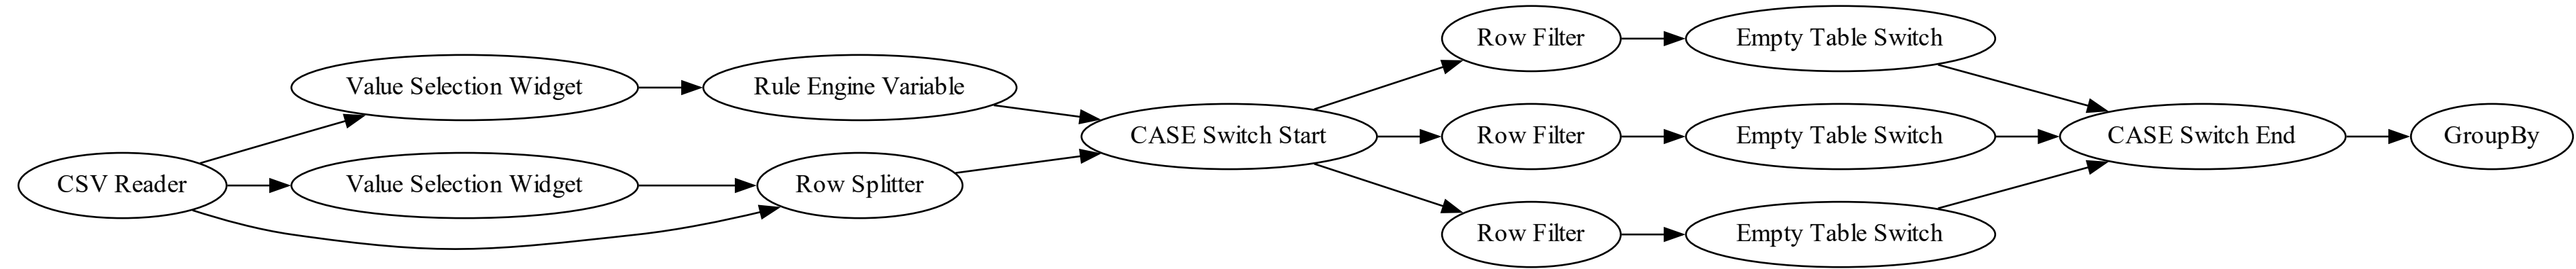 CSV Reader
Value Selection Widget
Value Selection Widget
Rule Engine Variable
Row Splitter
CASE Switch Start
Row Filter
Row Filter
Row Filter
Empty Table Switch
Empty Table Switch
Empty Table Switch
CASE Switch End
GroupBy